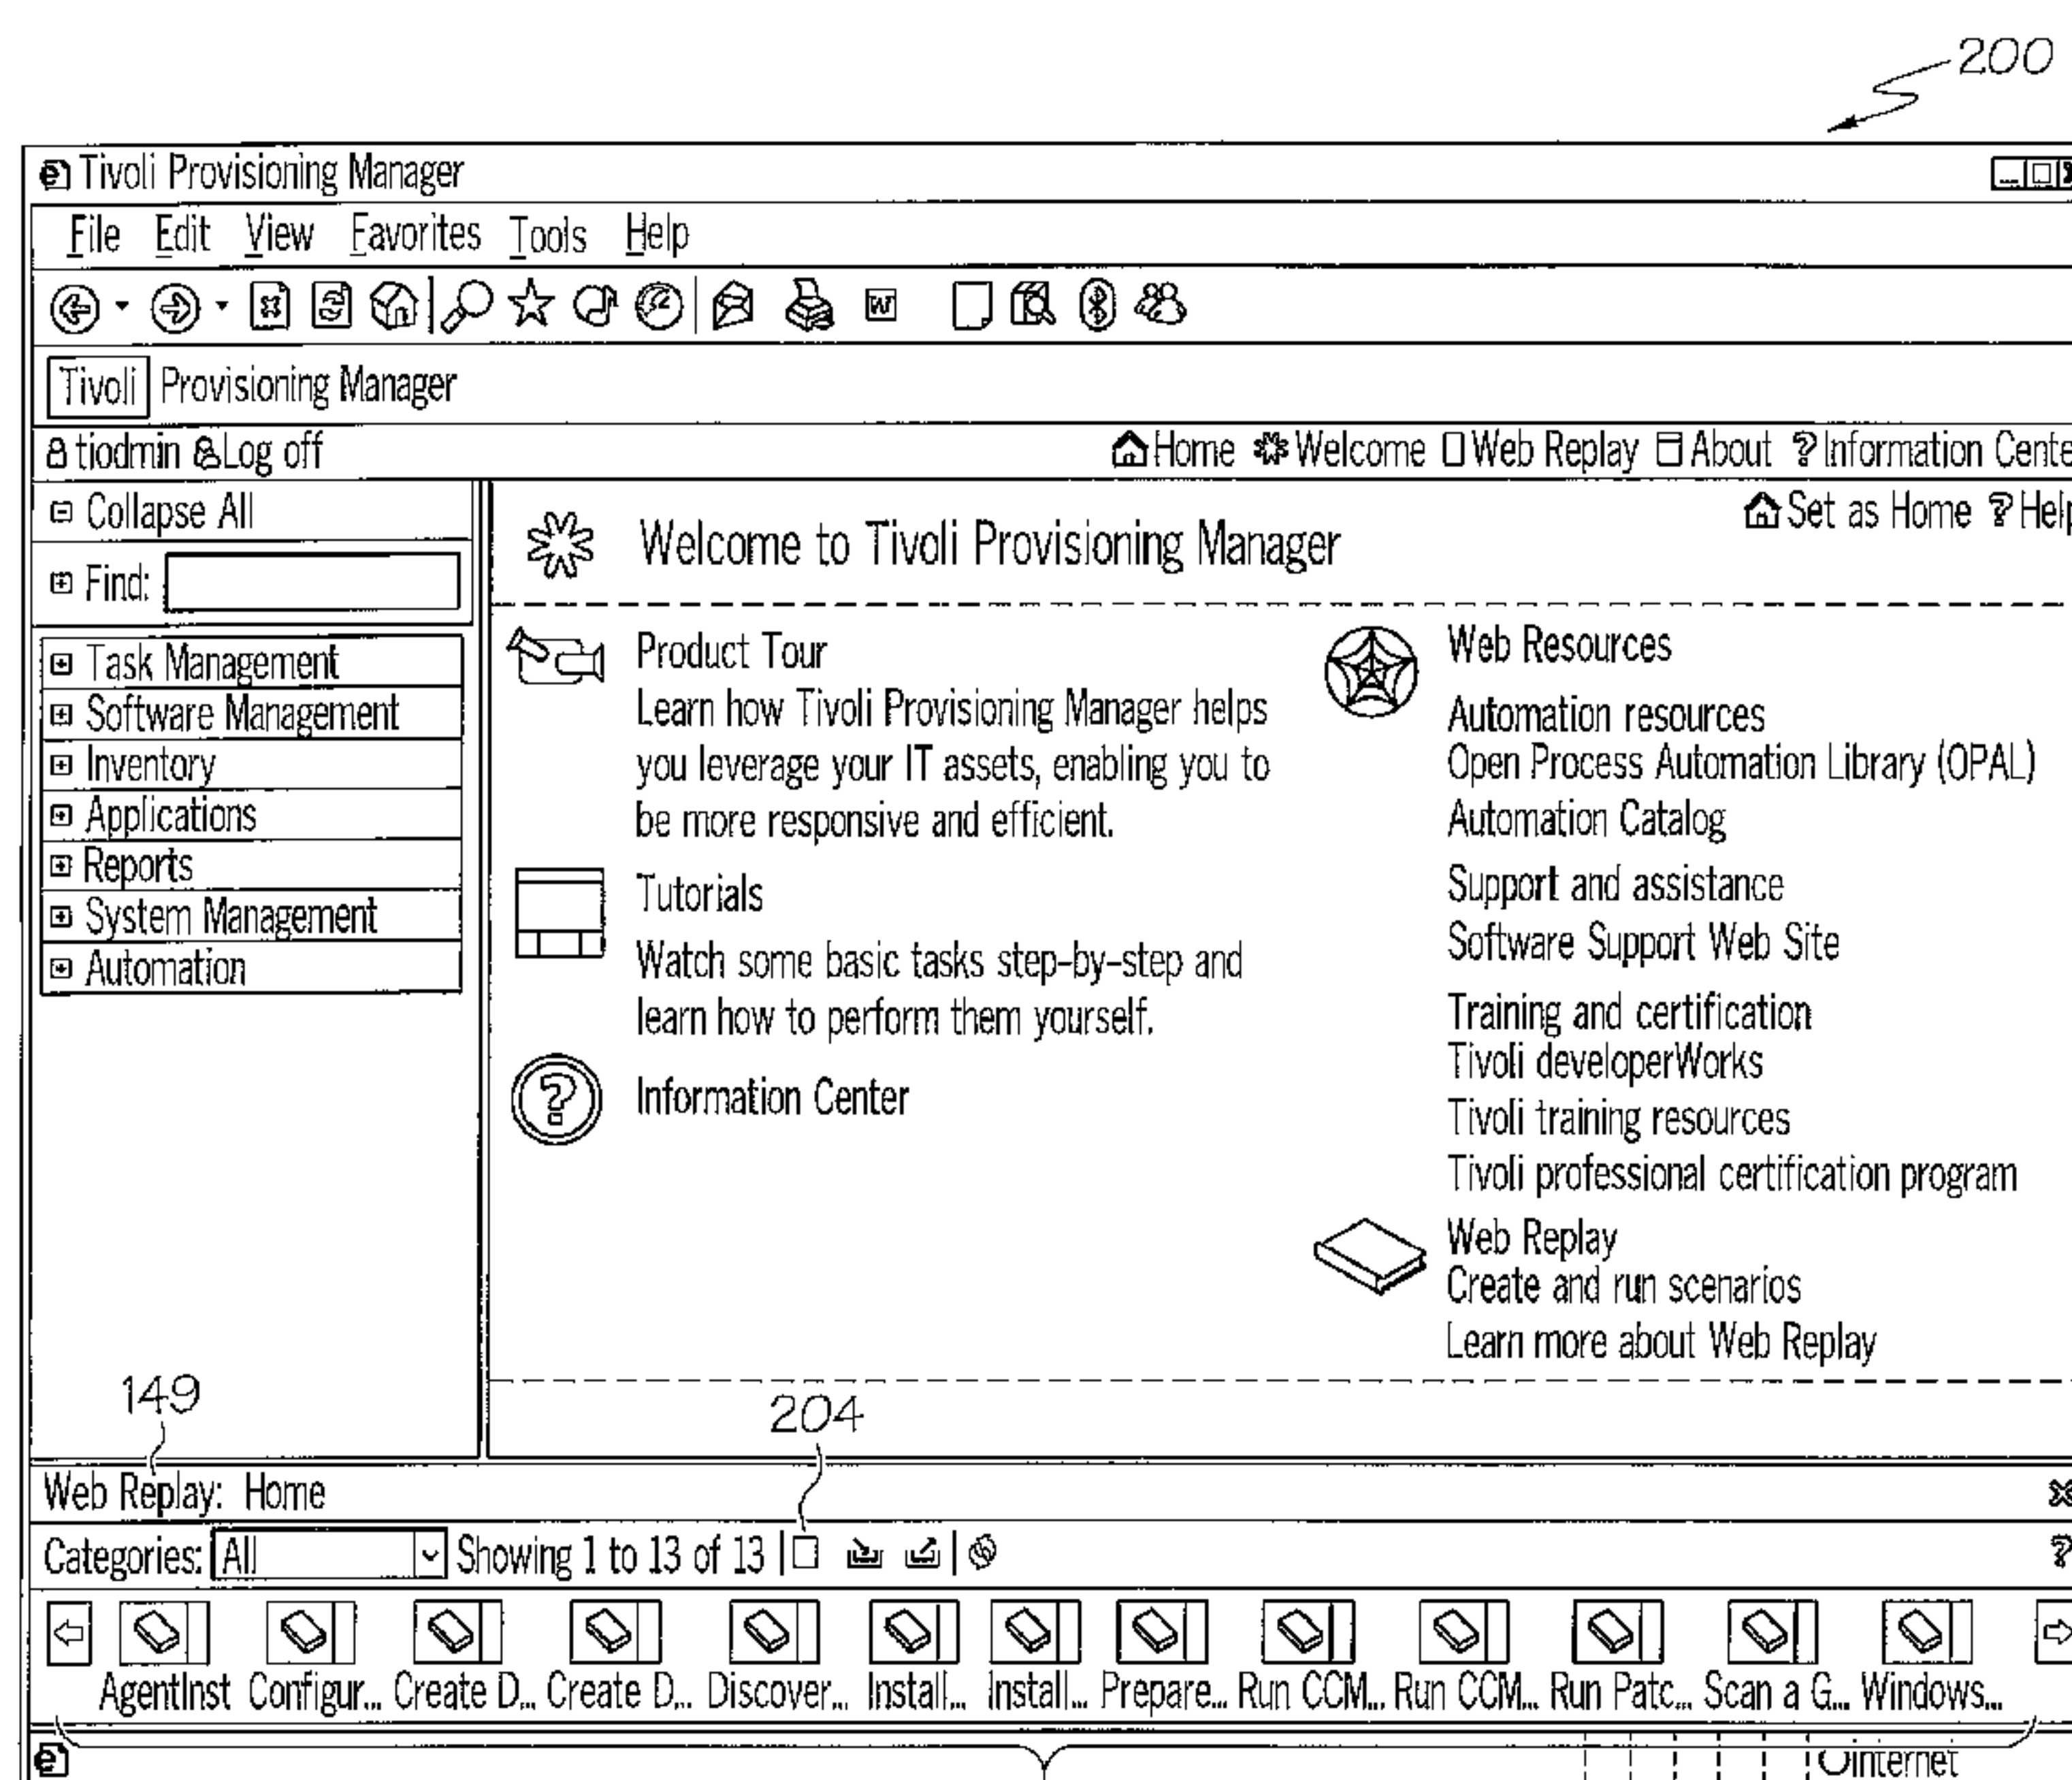 200
Tivoli Provisioning Manager
File Edit View Favorites Tools Help
Tivoli Provisioning Manager
tiodmin Log off Home Welcome Web Replay About ? Information Cente
Collapse All
Set as Home ? Help
Welcome to Tivoli Provisioning Manager
Find:
Task Management
Software Management
Inventory
Applications
Reports
System Management
Automation
Product Tour
Learn how Tivoli Provisioning Manager helps
you leverage your IT assets, enabling you to
be more responsive and efficient.
Tutorials
Watch some basic tasks step-by-step and
learn how to perform them yourself.
Information Center
Web Resources
Automation resources
Open Process Automation Library (OPAL)
Automation Catalog
Support and assistance
Software Support Web Site
Training and certification
Tivoli developerWorks
Tivoli training resources
Tivoli professional certification program
Web Replay
Create and run scenarios
Learn more about Web Replay
149
204
Web Replay: Home
Categories: All Showing 1 to 13 of 13 ?
AgentInst Configur... Create D... Create D... Discover... Install... Install... Prepare... Run CCM... Run CCM... Run Patc... Scan a G... Windows...
internet